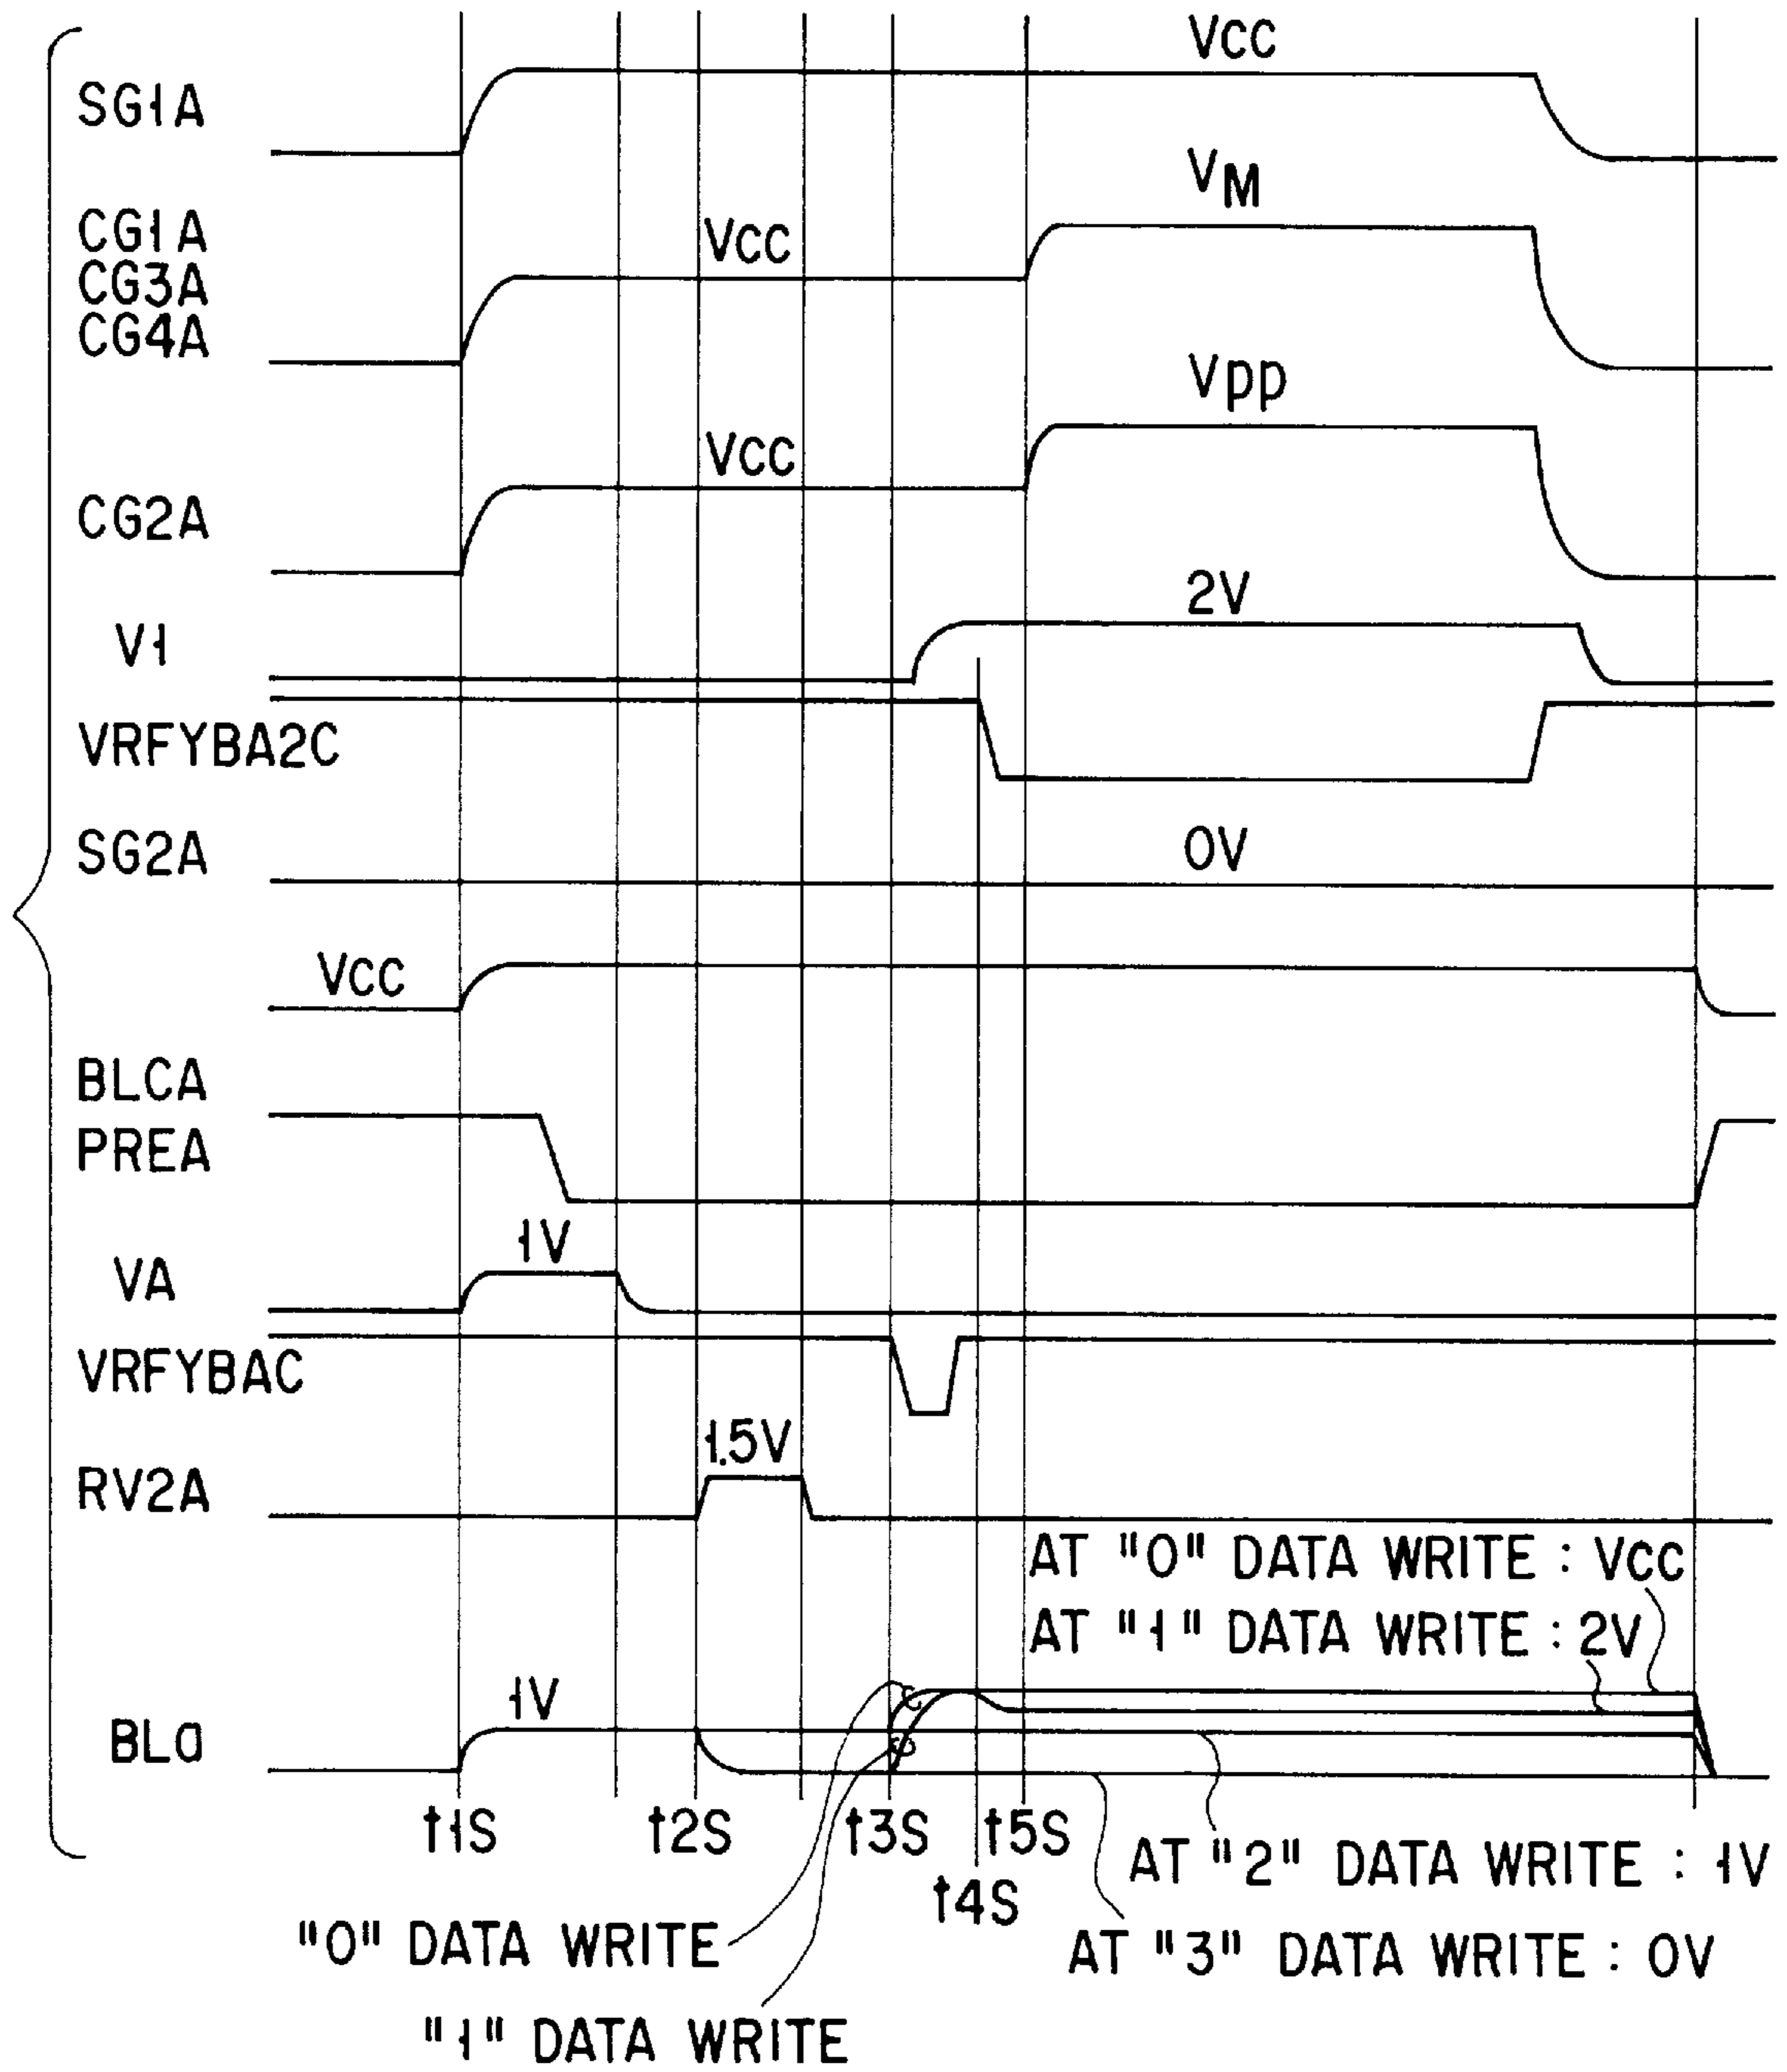 VCC
SG1A
VM
CG1A
CG3A
CG4A
VCC
Vpp
CG2A
VCC
2V
V1
VRFYBA2C
SG2A
0V
VCC
BLCA
PREA
1V
VA
VRFYBAC
1.5V
RV2A
AT "0" DATA WRITE : VCC
AT "1" DATA WRITE : 2V
1V
BLa
t1S
t2S
t3S
t5S
AT "2" DATA WRITE : 1V
t4S
"0" DATA WRITE
AT "3" DATA WRITE : 0V
"1" DATA WRITE